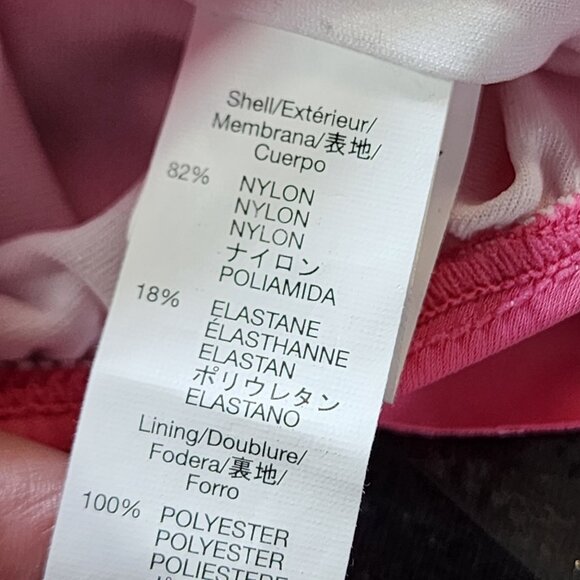 Shell/Extérieur/
Membrana/表地/
Cuerpo
82% NYLON
NYLON
NYLON
ナイロン
POLIAMIDA
18% ELASTANE
ÉLASTHANNE
ELASTAN
ポリウレタン
ELASTANO
Lining/Doublure/
Fodera/裏地/
Forro
100% POLYESTER
POLYESTER
POLIESTERE